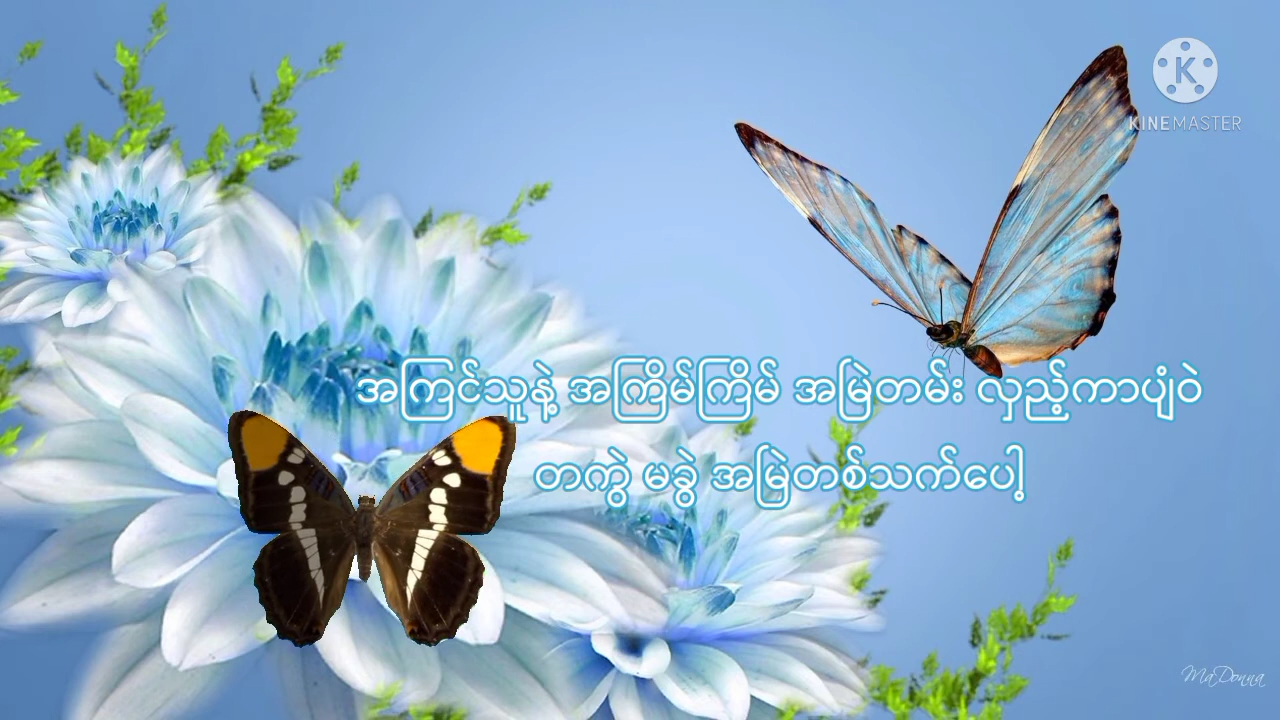 KINEMASTER
အကြင်သူနဲ့ အကြိမ်ကြိမ် အမြဲတမ်း လှည့်ကာပျံဝဲ
တကွဲ မခွဲ အမြဲတစ်သက်ပေါ့
MaDonna